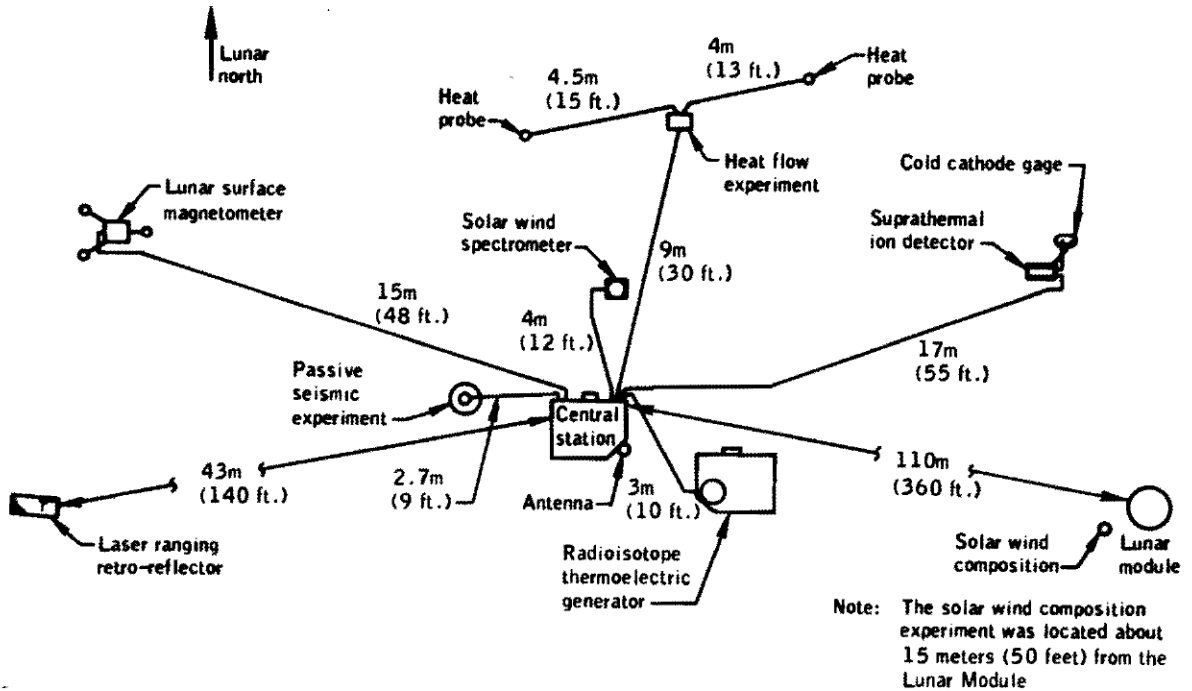 Lunar
north
4m
(13 ft.)
Heat
probe
4.5m
(15 ft.)
Heat
probe
Heat flow
experiment
Cold cathode gage
Lunar surface
magnetometer
Suprathermal
ion detector
Solar wind
spectrometer
9m
(30 ft.)
15m
(48 ft.)
4m
(12 ft.)
17m
(55 ft.)
Passive
seismic
experiment
Central
station
43m
(140 ft.)
2.7m
(9 ft.)
Antenna
3m
(10 ft.)
110m
(360 ft.)
Laser ranging
retro-reflector
Radioisotope
thermoelectric
generator
Solar wind
composition
Lunar
module
Note: The solar wind composition
experiment was located about
15 meters (50 feet) from the
Lunar Module